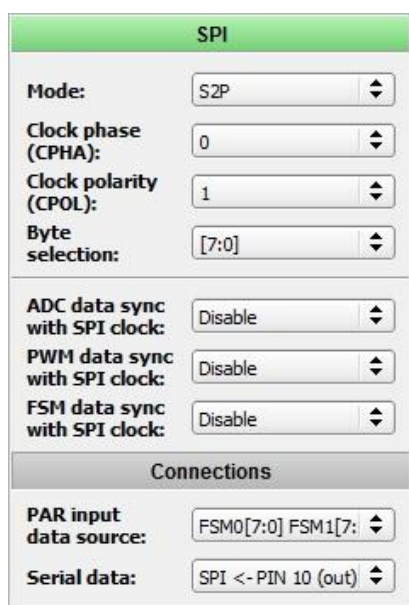 SPI
Mode: S2P
Clock phase
(CPHA): 0
Clock polarity
(CPOL): 1
Byte
selection: [7:0]
ADC data sync
with SPI clock: Disable
PWM data sync
with SPI clock: Disable
FSM data sync
with SPI clock: Disable
Connections
PAR input
data source: FSM0[7:0] FSM1[7:
Serial data: SPI <- PIN 10 (out)